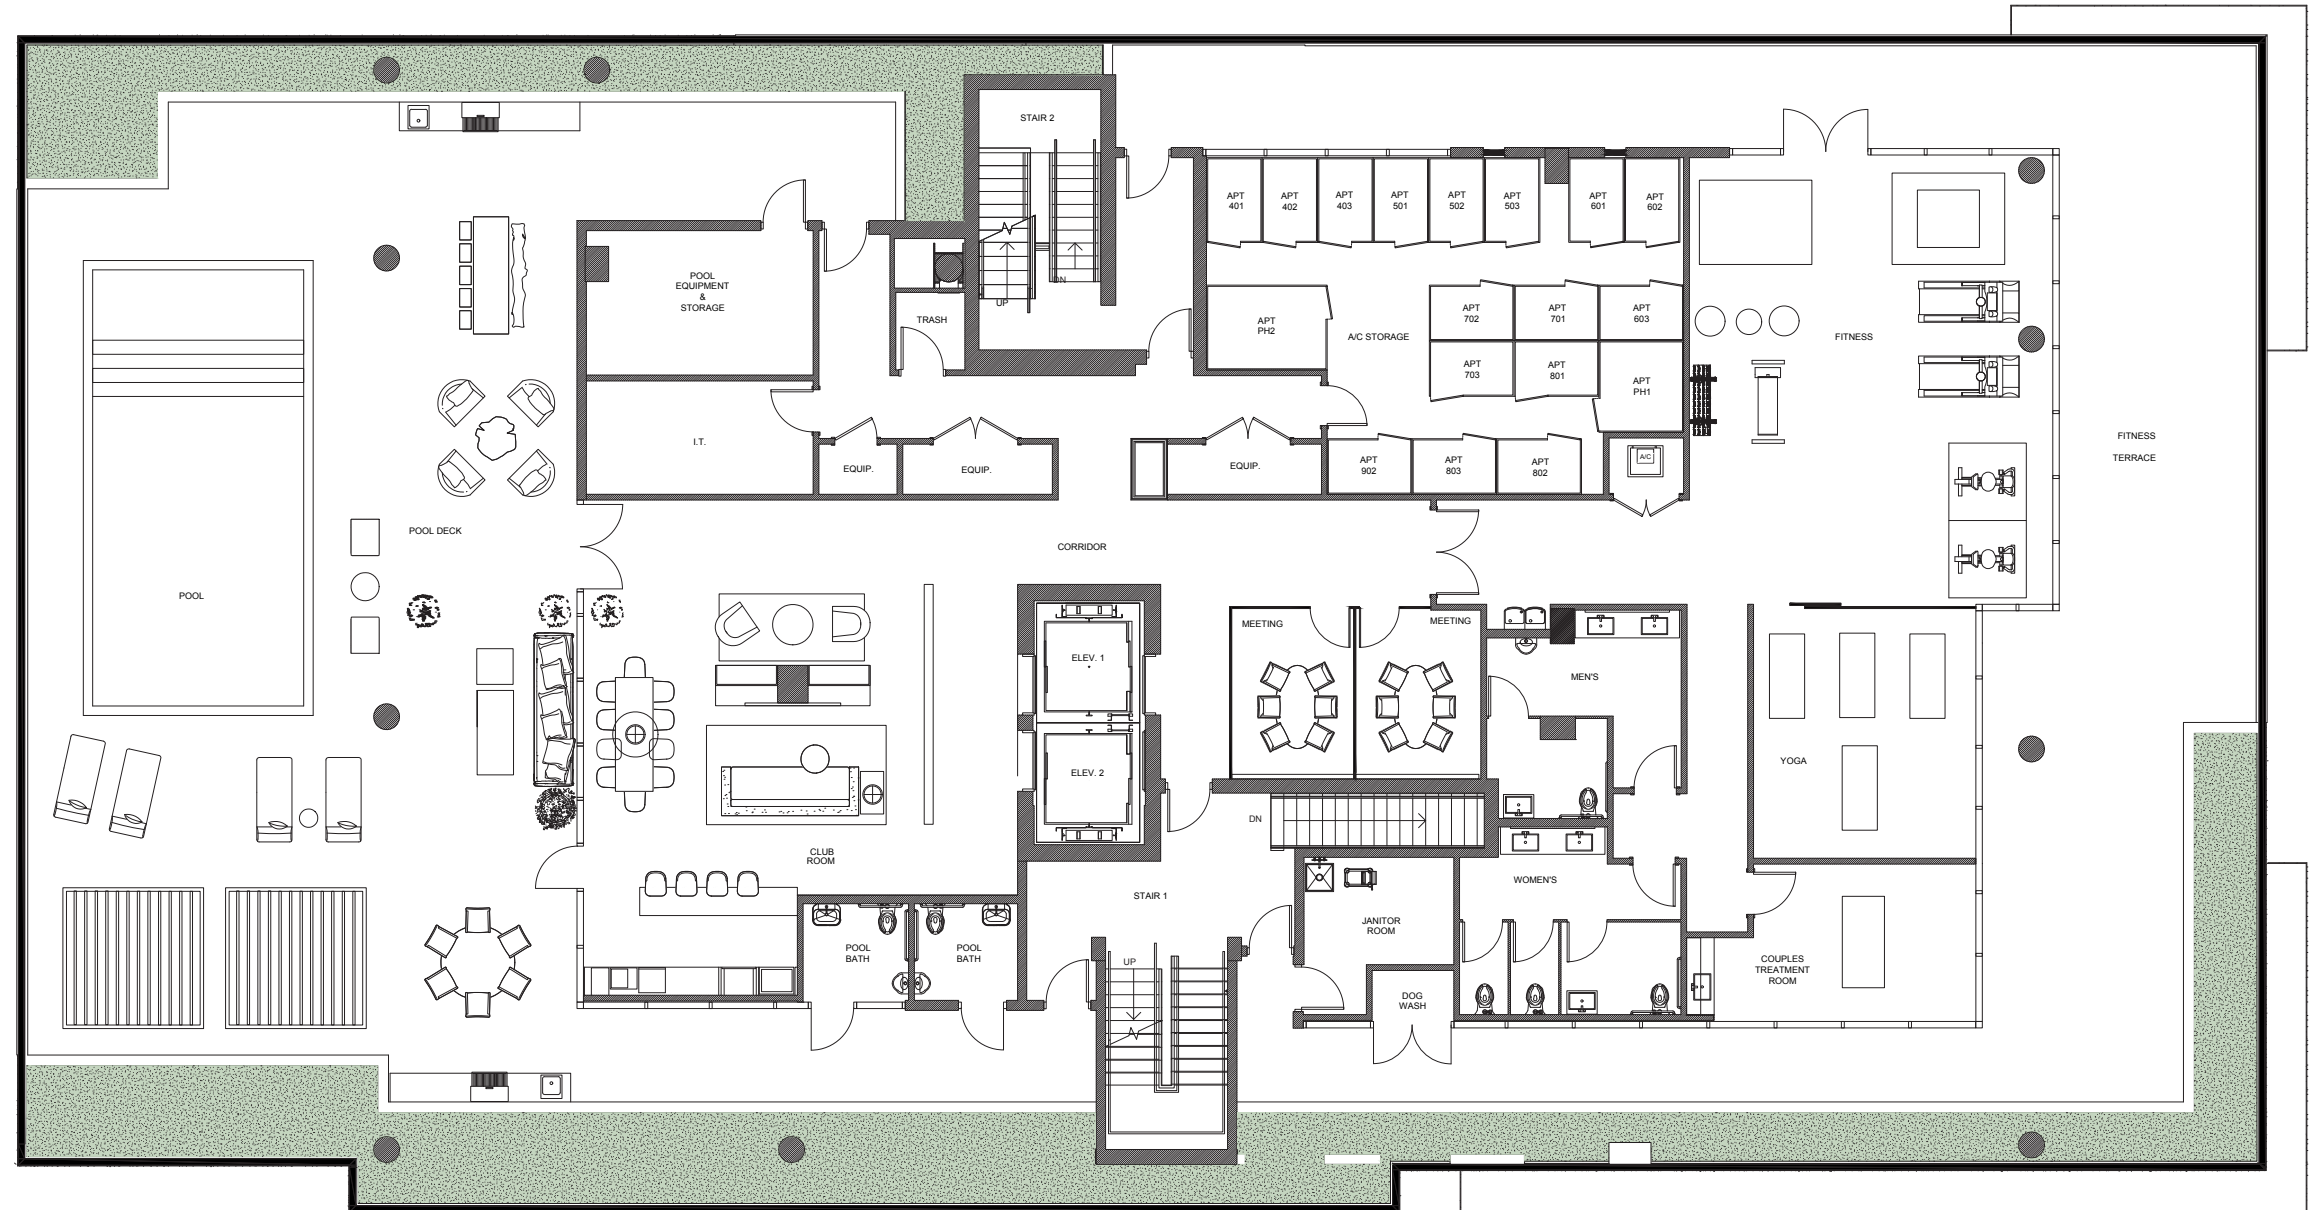 STAIR 2
UP
DN
APT
401
APT
402
APT
403
APT
501
APT
502
APT
503
APT
601
APT
602
POOL
EQUIPMENT
&
STORAGE
TRASH
APT
PH2
A/C STORAGE
APT
702
APT
701
APT
603
APT
703
APT
801
APT
PH1
FITNESS
FITNESS
TERRACE
I.T.
EQUIP.
EQUIP.
EQUIP.
APT
902
APT
803
APT
802
A/C
POOL DECK
CORRIDOR
POOL
ELEV. 1
ELEV. 2
MEETING
MEETING
MEN'S
YOGA
DN
CLUB
ROOM
STAIR 1
WOMEN'S
JANITOR
ROOM
POOL
BATH
POOL
BATH
UP
DOG
WASH
COUPLES
TREATMENT
ROOM